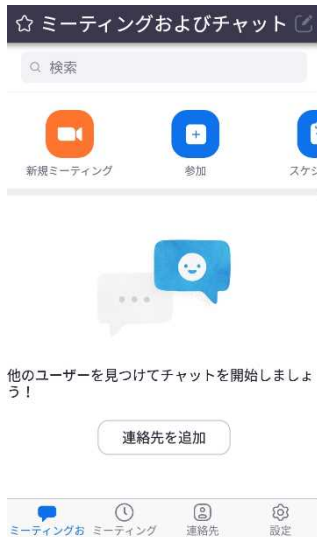 ミーティングおよびチャット
検索
新規ミーティング 参加 スケジ
他のユーザーを見つけてチャットを開始しましょ
う！
連絡先を追加
ミーティングお ミーティング 連絡先 設定